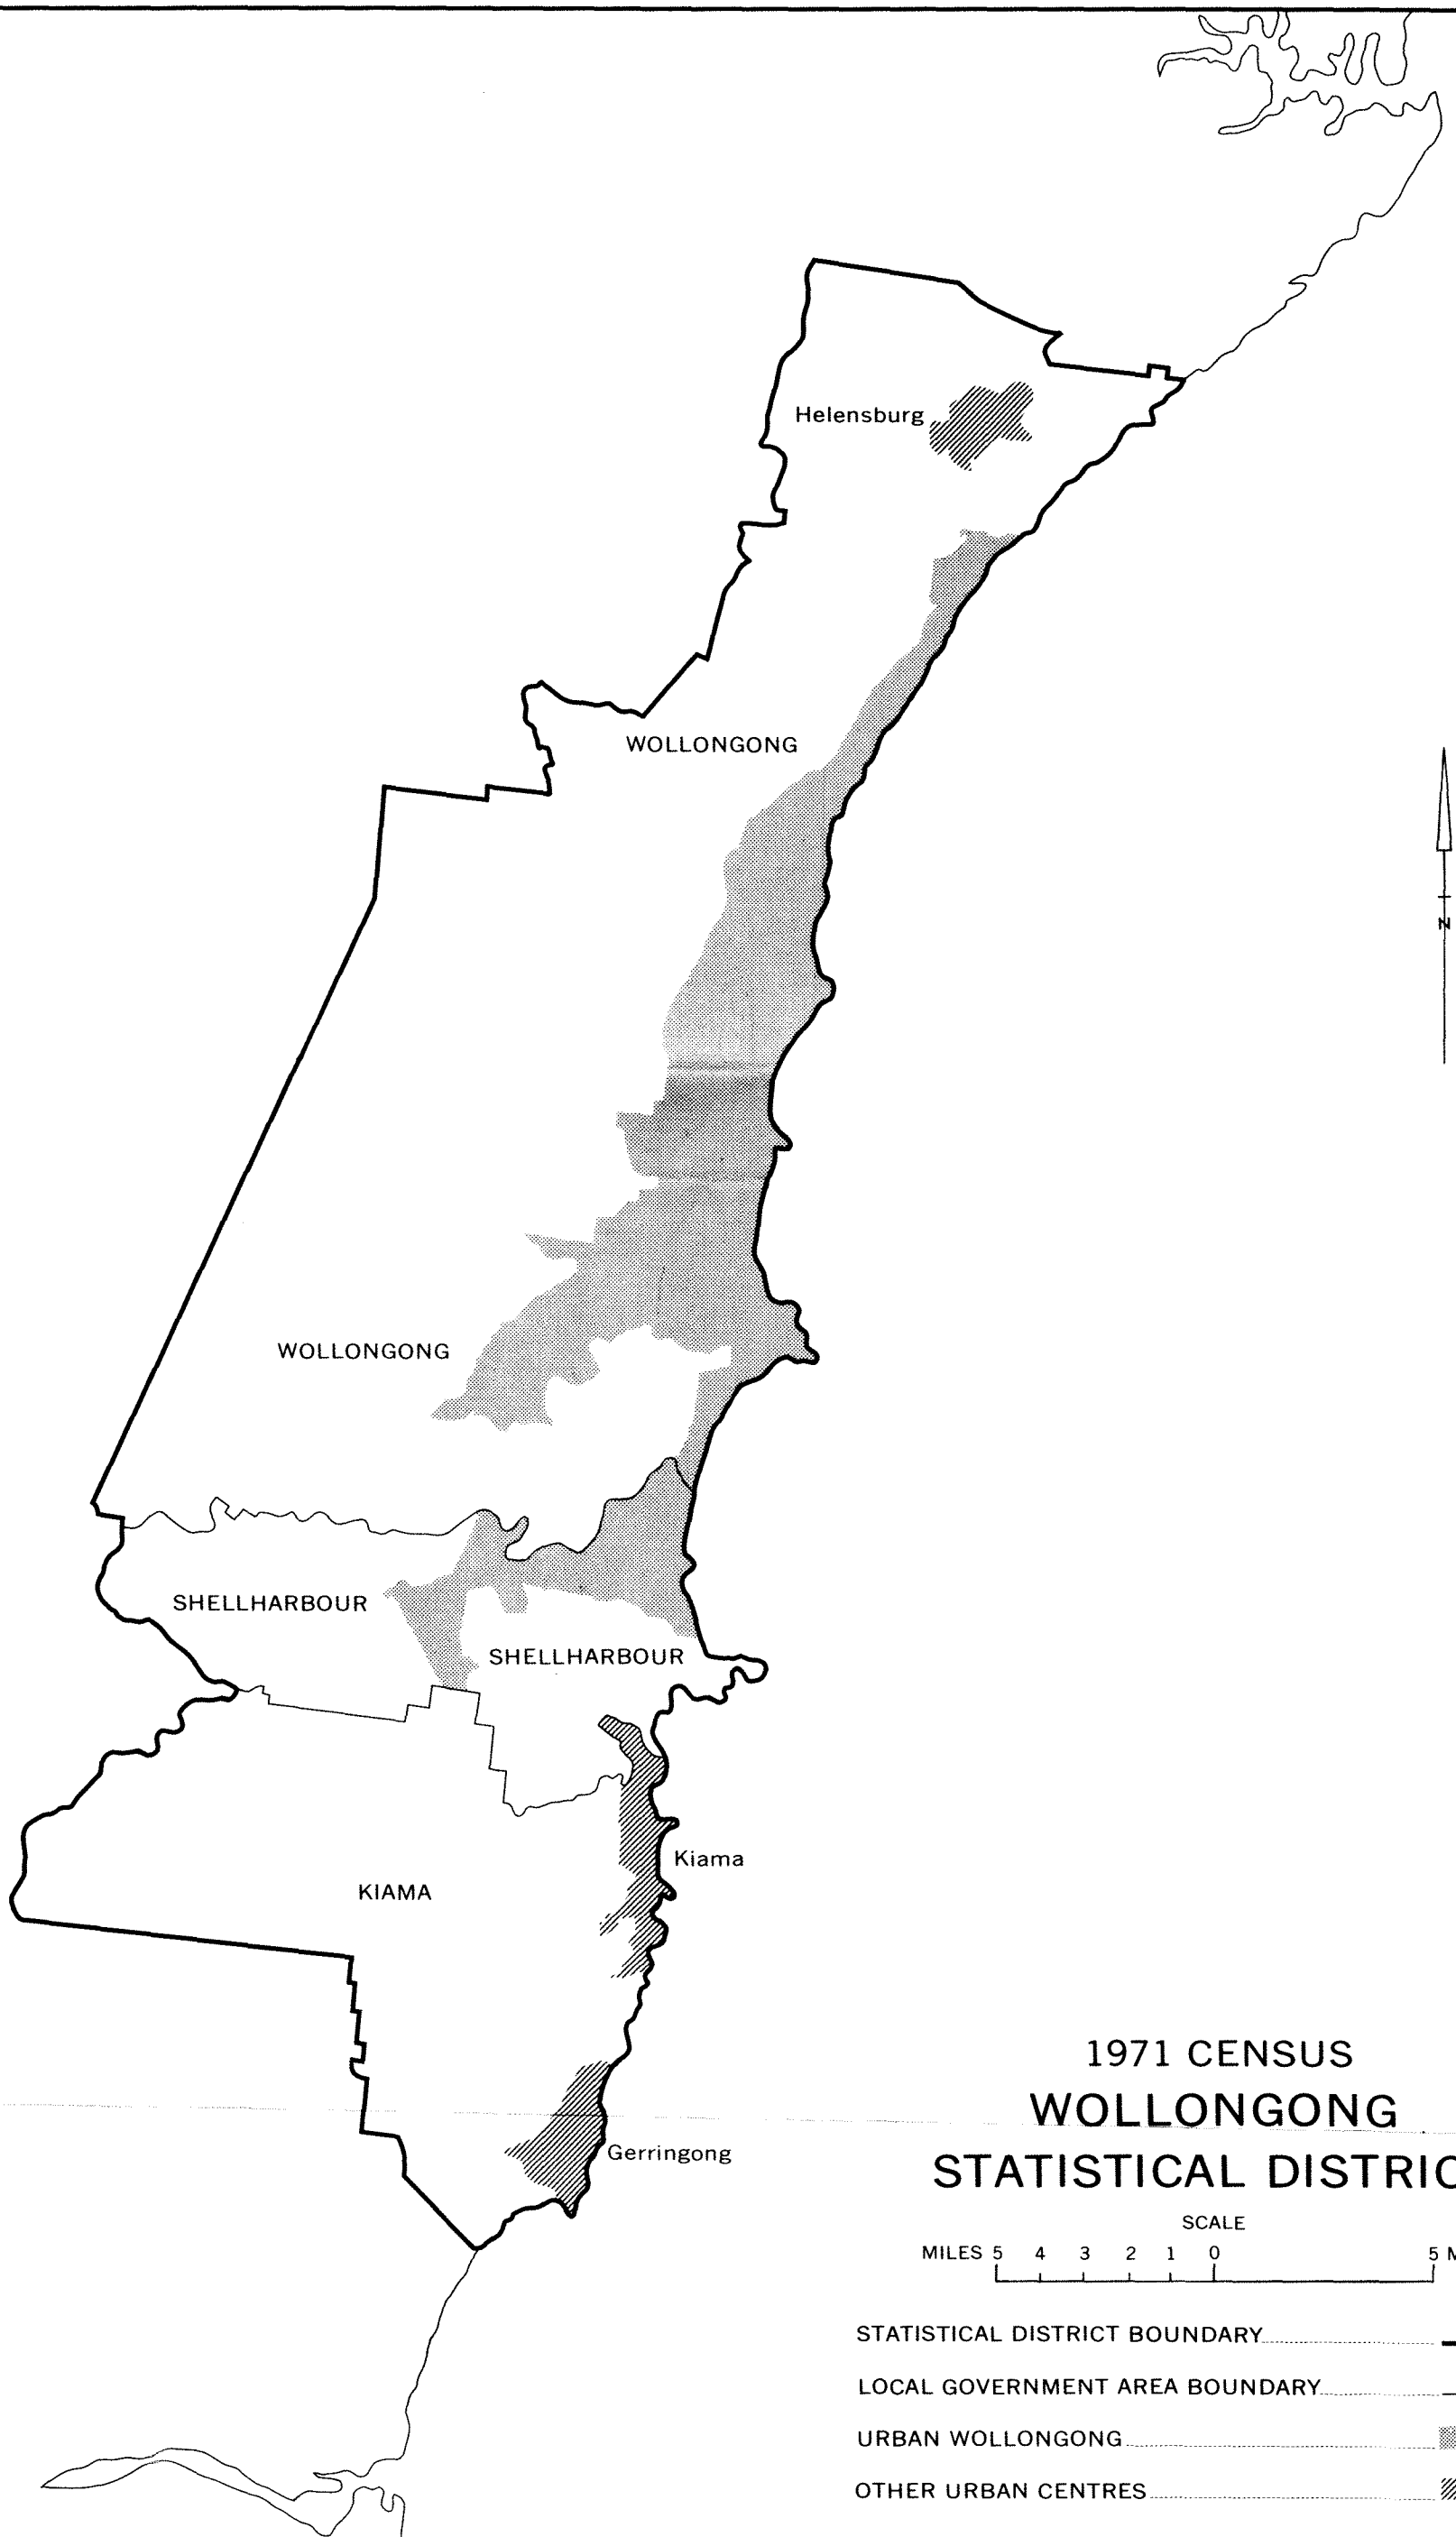 Helensburg
WOLLONGONG
N
WOLLONGONG
SHELLHARBOUR
SHELLHARBOUR
Kiama
KIAMA
Gerringong
1971 CENSUS
WOLLONGONG
STATISTICAL DISTRIC
SCALE
MILES 5 4 3 2 1 0 5 M
STATISTICAL DISTRICT BOUNDARY
LOCAL GOVERNMENT AREA BOUNDARY
URBAN WOLLONGONG
OTHER URBAN CENTRES